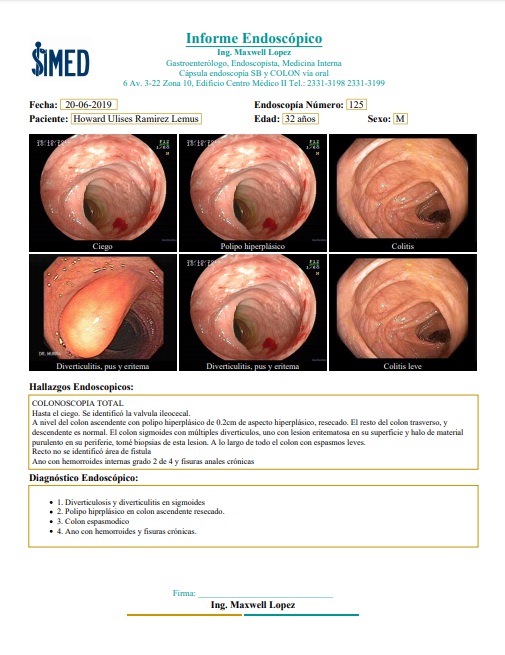 SIMED
Informe Endoscópico
Ing. Maxwell Lopez
Gastroenterólogo, Endoscopista, Medicina Interna
Cápsula endoscopía SB y COLON via oral
6 Av. 3-22 Zona 10, Edificio Centro Médico II Tel.: 2331-3198 2331-3199
Fecha: 20-06-2019 Endoscopía Número: 125
Paciente: Howard Ulises Ramirez Lemus Edad: 32 años Sexo: M
Ciego Polipo hiperplásico Colitis
Diverticulitis, pus y eritema Diverticulitis, pus y eritema Colitis leve
Hallazgos Endoscopicos:
COLONOSCOPIA TOTAL
Hasta el ciego. Se identificó la valvula ileocecal.
A nivel del colon ascendente con polipo hiperplásico de 0.2cm de aspecto hiperplásico, resecado. El resto del colon trasverso, y
descendente es normal. El colon sigmoides con múltiples diverticulos, uno con lesion eritematosa en su superficie y halo de material
purulento en su periferie, tomé biopsias de esta lesion. A lo largo de todo el colon con espasmos leves.
Recto no se identificó área de fistula
Ano con hemorroides internas grado 2 de 4 y fisuras anales crónicas
Diagnóstico Endoscópico:
• 1. Diverticulosis y diverticulitis en sigmoides
• 2. Polipo hiprplásico en colon ascendente resecado.
• 3. Colon espasmodico
• 4. Ano con hemorroides y fisuras crónicas.
Firma:
Ing. Maxwell Lopez